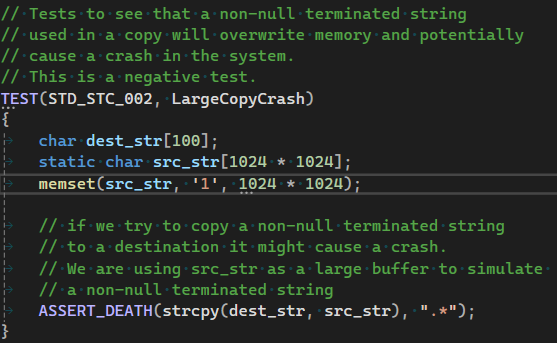 // Tests to see that a non-null terminated string
// used in a copy will overwrite memory and potentially
// cause a crash in the system.
// This is a negative test.
TEST(STD_STC_002, LargeCopyCrash)
{
char dest_str[100];
static char src_str[1024 * 1024];
memset(src_str, '1', 1024 * 1024);
// if we try to copy a non-null terminated string
// to a destination it might cause a crash.
// We are using src_str as a large buffer to simulate
// a non-null terminated string
ASSERT_DEATH(strcpy(dest_str, src_str), ".*");
}